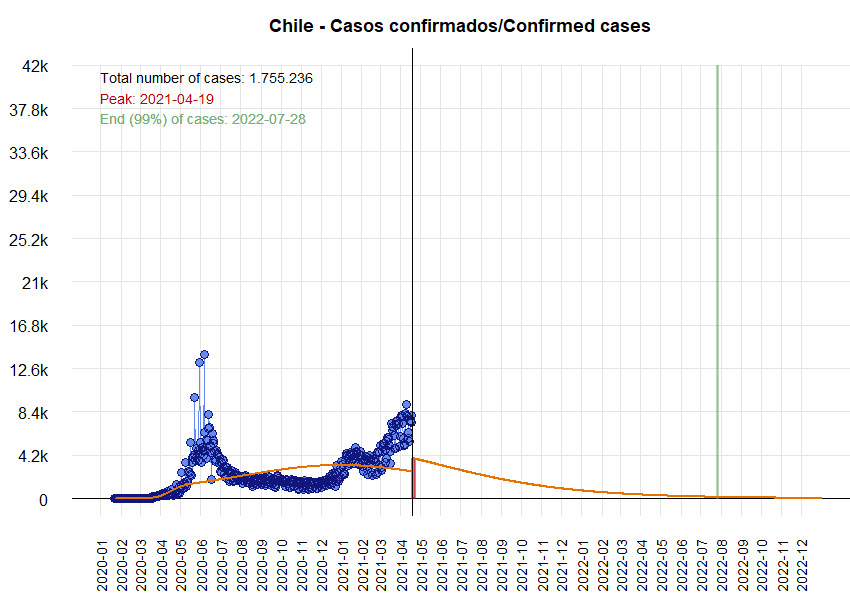 Chile - Casos confirmados/Confirmed cases
42k
37.8k
33.6k
29.4k
25.2k
21k
16.8k
12.6k
8.4k
4.2k
0
Total number of cases: 1.755.236
Peak: 2021-04-19
End (99%) of cases: 2022-07-28
2020-01
2020-02
2020-03
2020-04
2020-05
2020-06
2020-07
2020-08
2020-09
2020-10
2020-11
2020-12
2021-01
2021-02
2021-03
2021-04
2021-05
2021-06
2021-07
2021-08
2021-09
2021-10
2021-11
2021-12
2022-01
2022-02
2022-03
2022-04
2022-05
2022-06
2022-07
2022-08
2022-09
2022-10
2022-11
2022-12